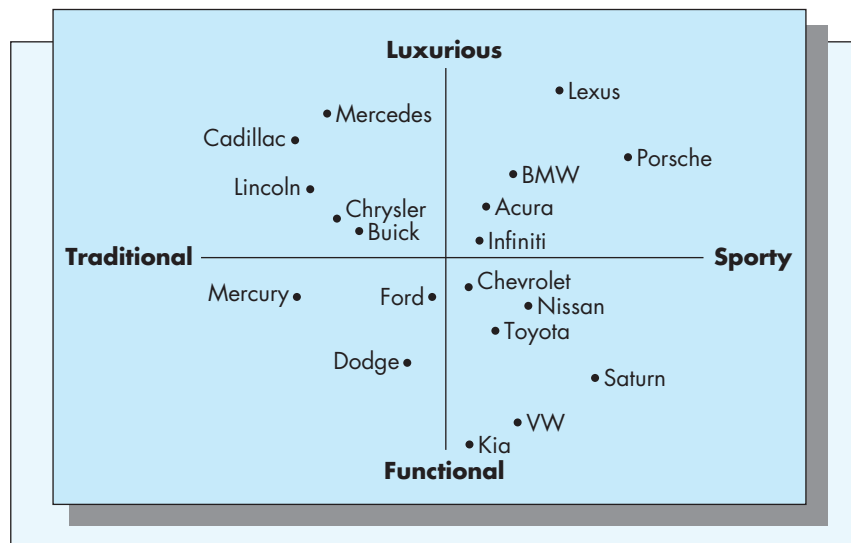 Luxurious
Lexus
Mercedes
Cadillac
Porsche
BMW
Lincoln
Acura
Chrysler
Buick
Infiniti
Traditional
Sporty
Chevrolet
Mercury
Ford
Nissan
Toyota
Dodge
Saturn
VW
Kia
Functional